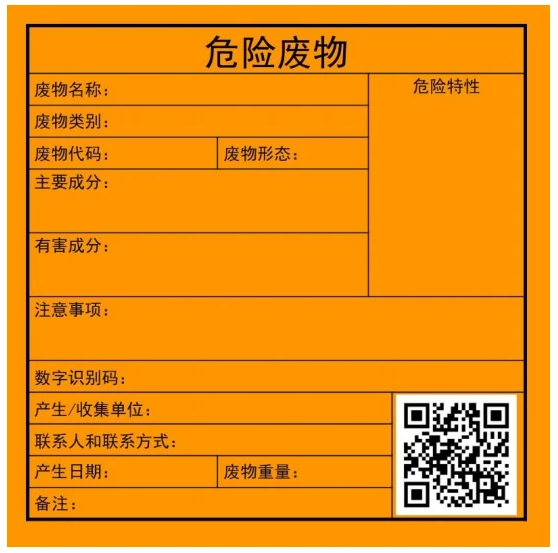 危险废物
废物名称：
危险特性
废物类别：
废物代码：
废物形态：
主要成分：
有害成分：
注意事项：
数字识别码：
产生/收集单位：
联系人和联系方式：
产生日期：
废物重量：
备注：